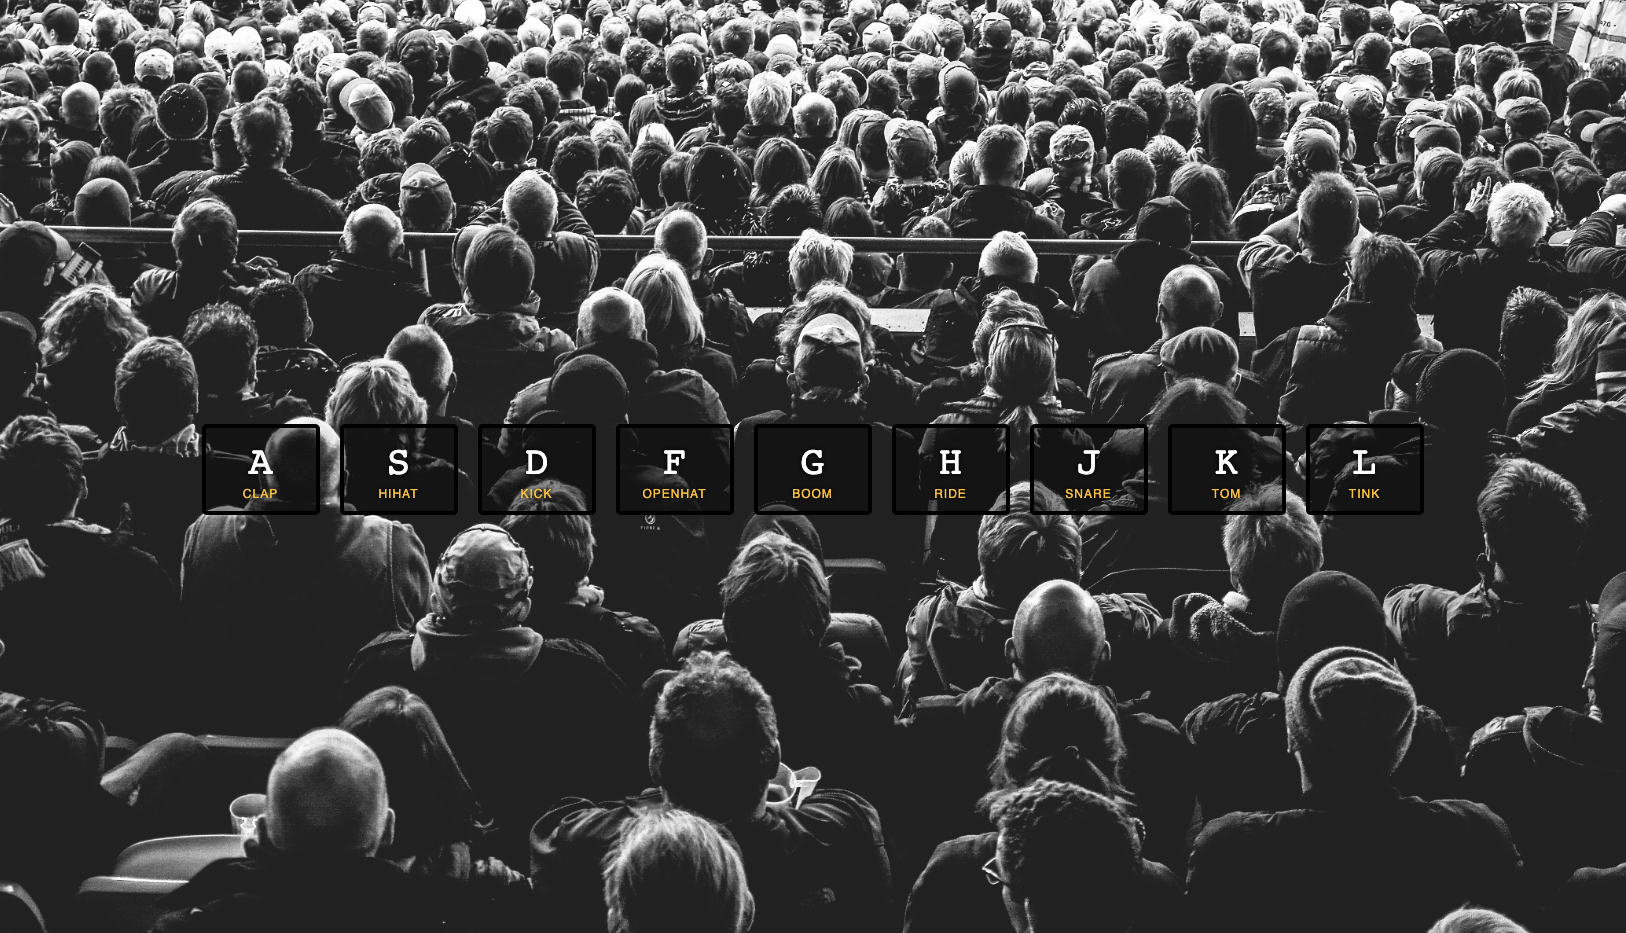 A S D F G H J K L
CLAP HIHAT KICK OPENHAT BOOM RIDE SNARE TOM TINK